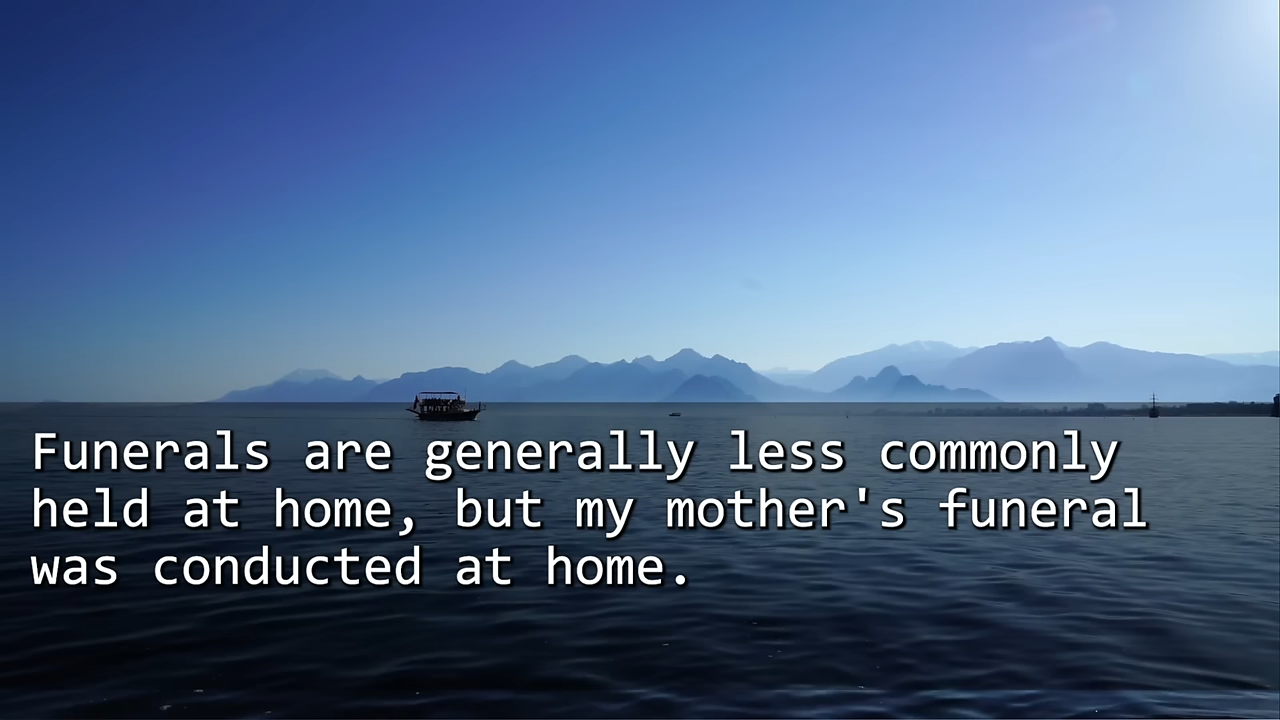 Funerals are generally less commonly
held at home, but my mother's funeral
was conducted at home.